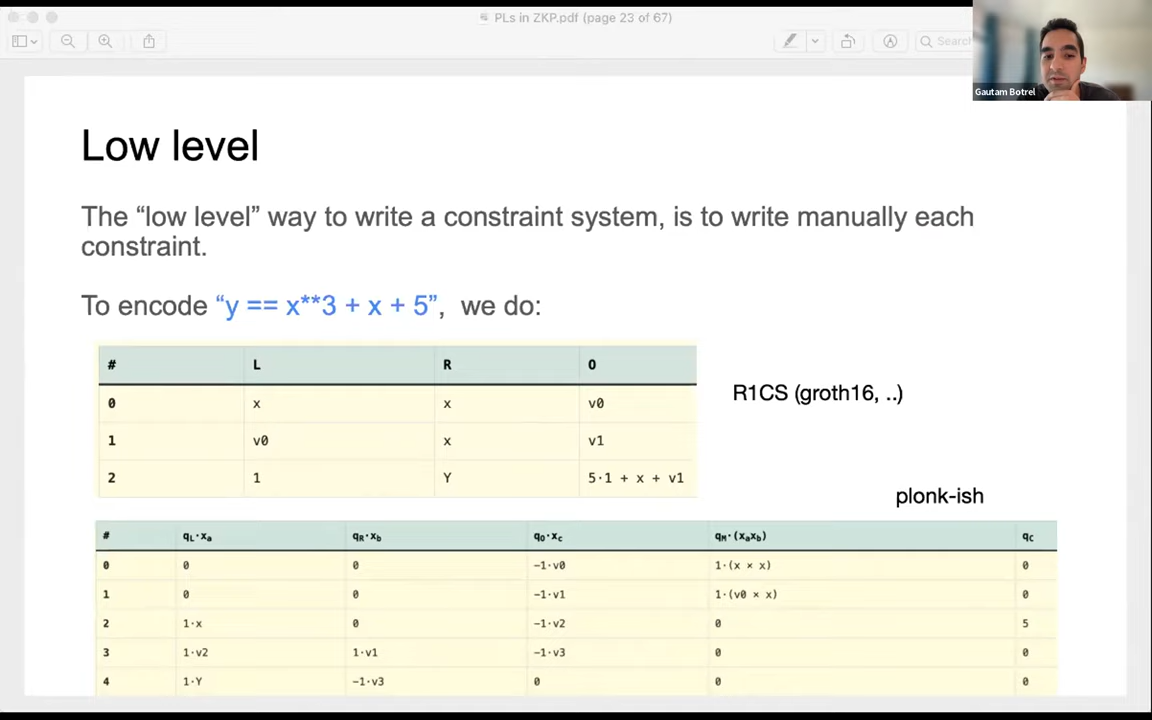 PLs in ZKP.pdf (page 23 of 67)
Search
Gautam Botrel
Low level
The “low level” way to write a constraint system, is to write manually each
constraint.
To encode “y == x**3 + x + 5”, we do:
# L R O
0 x x v0
1 v0 x v1
2 1 Y 5·1 + x + v1
R1CS (groth16, ..)
plonk-ish
# qL·xa qR·xb qO·xc qM·(xaxb) qC
0 0 0 -1·v0 1·(x × x) 0
1 0 0 -1·v1 1·(v0 × x) 0
2 1·x 0 -1·v2 0 5
3 1·v2 1·v1 -1·v3 0 0
4 1·Y -1·v3 0 0 0